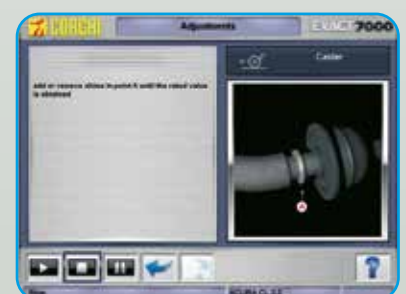 CORGHI
Adjustments
EXACT 7000
Caster
Add or remove shims in point A until the rated value
is obtained
A